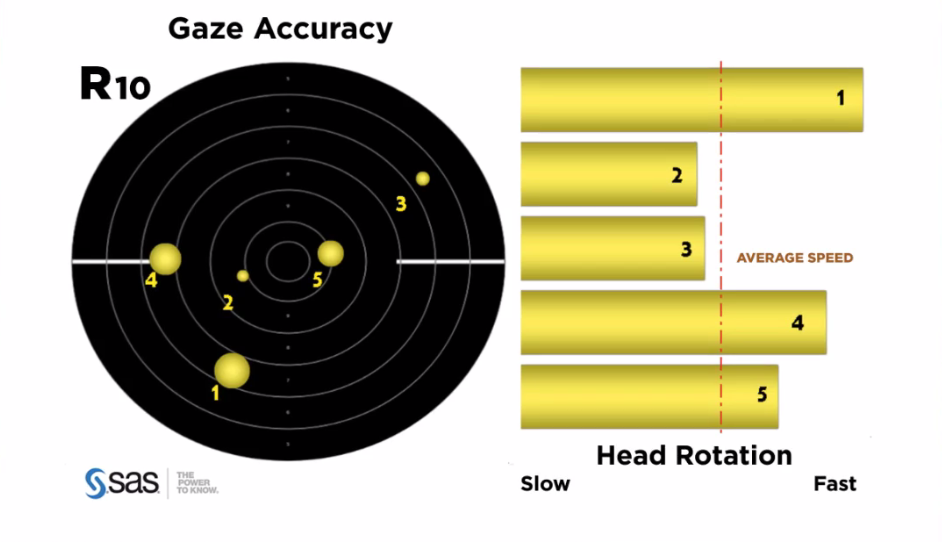 Gaze Accuracy
R10
3
4
2
5
1
1
2
3
AVERAGE SPEED
4
5
Head Rotation
Slow Fast
sas
THE
POWER
TO KNOW.